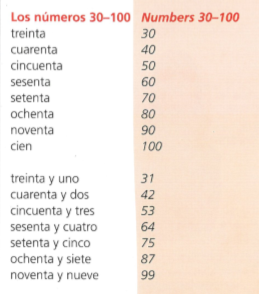 Los números 30–100 Numbers 30–100
treinta 30
cuarenta 40
cincuenta 50
sesenta 60
setenta 70
ochenta 80
noventa 90
cien 100
treinta y uno 31
cuarenta y dos 42
cincuenta y tres 53
sesenta y cuatro 64
setenta y cinco 75
ochenta y siete 87
noventa y nueve 99